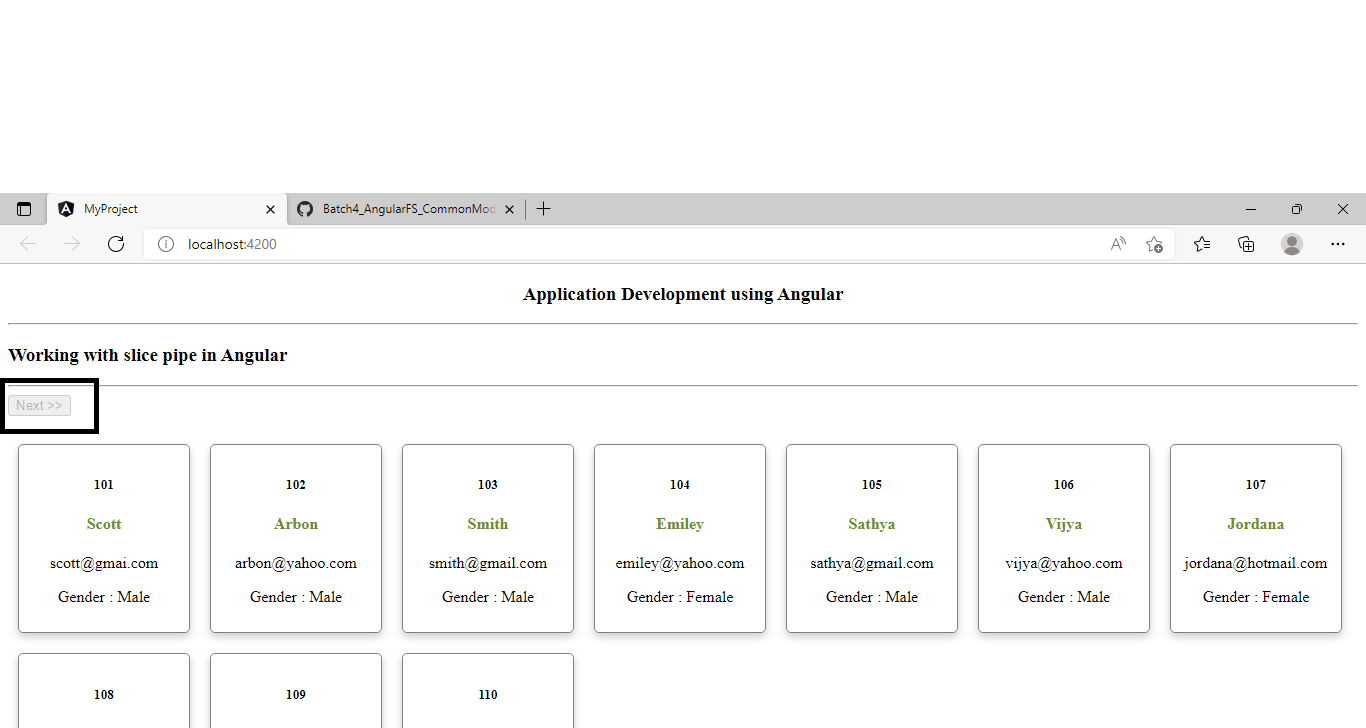 MyProject
Batch4_AngularFS_CommonMod
localhost:4200
Application Development using Angular
Working with slice pipe in Angular
Next >>
101 102 103 104 105 106 107
Scott Arbon Smith Emiley Sathya Vijya Jordana
scott@gmai.com arbon@yahoo.com smith@gmail.com emiley@yahoo.com sathya@gmail.com vijya@yahoo.com jordana@hotmail.com
Gender : Male Gender : Male Gender : Male Gender : Female Gender : Male Gender : Male Gender : Female
108 109 110